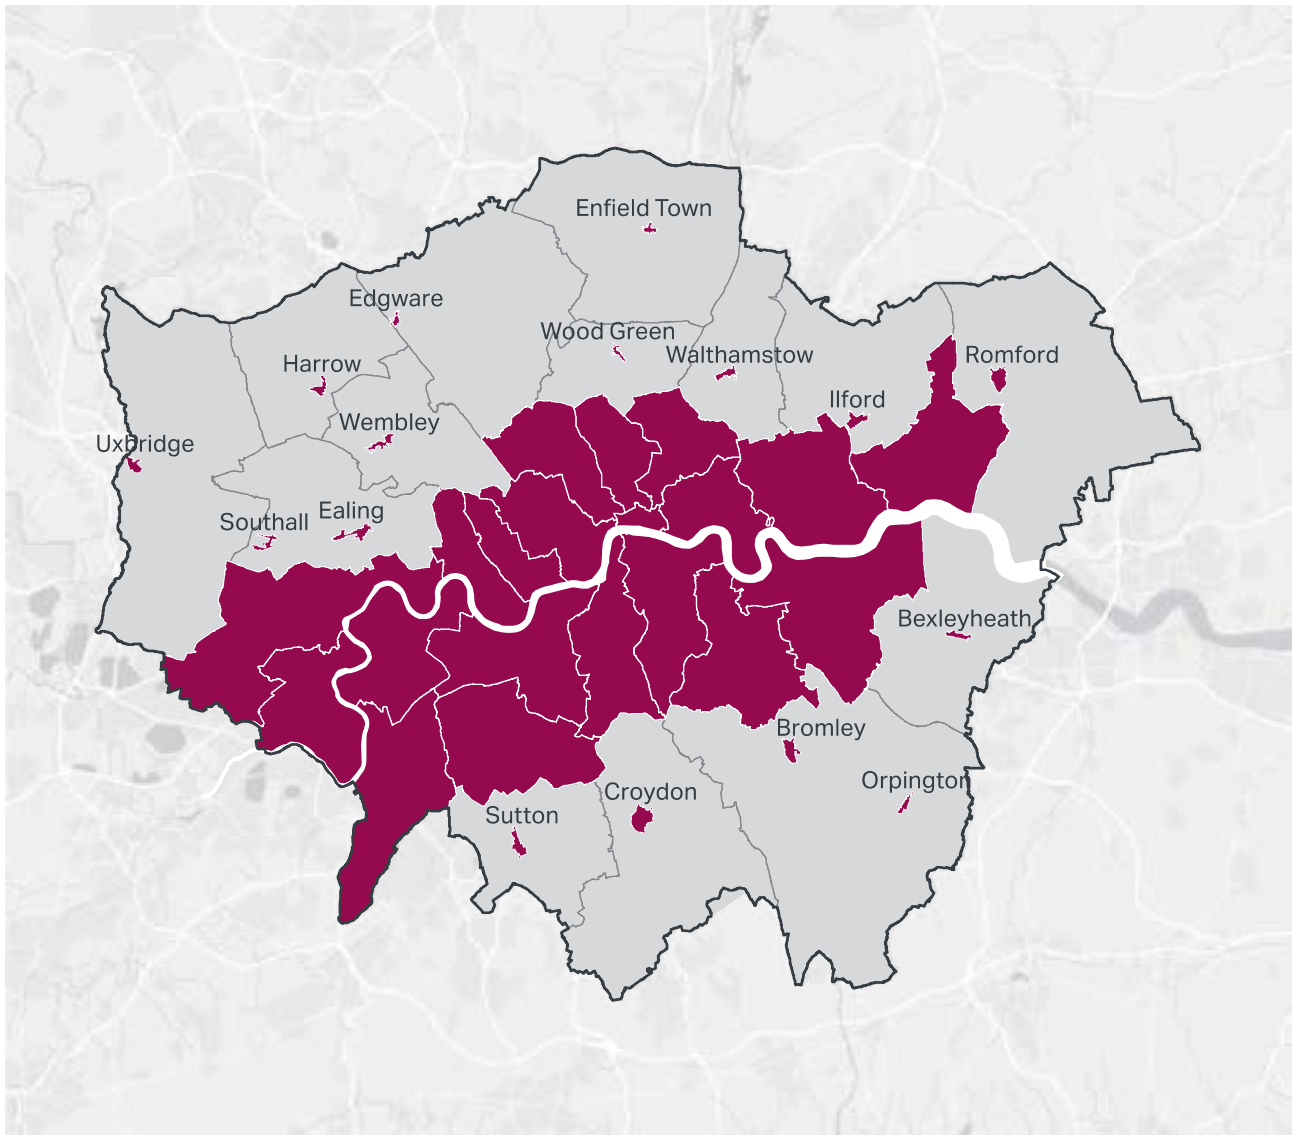 Enfield Town
Edgware
Wood Green
Walthamstow
Romford
Harrow
Ilford
Wembley
Uxbridge
Ealing
Southall
Bexleyheath
Bromley
Orpington
Croydon
Sutton